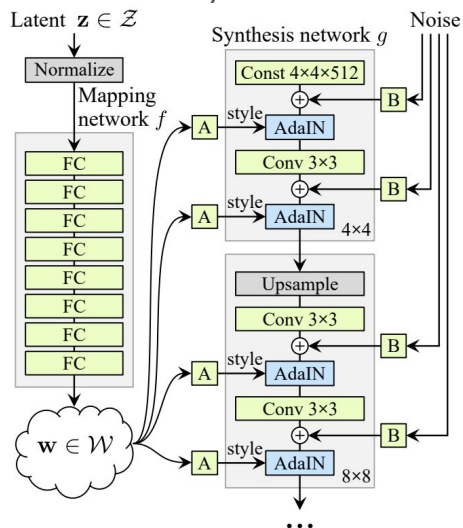 Latent z ∈ Z
Normalize
Mapping
network f
FC
FC
FC
FC
FC
FC
FC
FC
w ∈ W
Synthesis network g
Noise
Const 4×4×512
B
A
style
AdaIN
Conv 3×3
B
A
style
AdaIN
4×4
Upsample
Conv 3×3
B
A
style
AdaIN
Conv 3×3
B
A
style
AdaIN
8×8
...